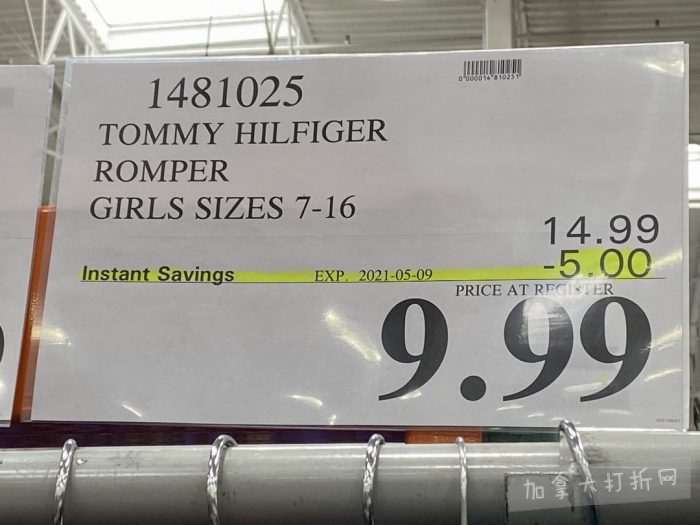 0000014810251
1481025
TOMMY HILFIGER
ROMPER
GIRLS SIZES 7-16
14.99
Instant Savings EXP. 2021-05-09 -5.00
PRICE AT REGISTER
9.99
加拿大打折网